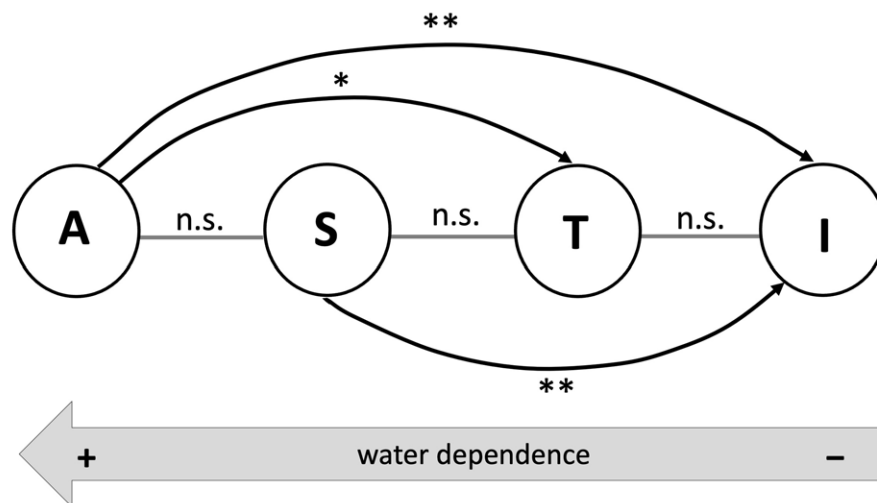 **
*
n.s.
n.s.
n.s.
A
S
T
I
**
+
water dependence
−